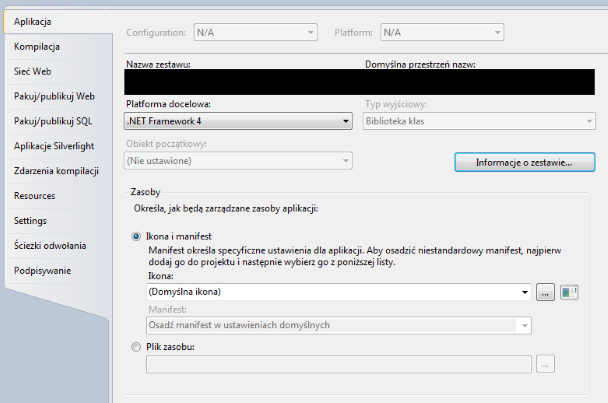 Aplikacja
Kompilacja
Sieć Web
Pakuj/publikuj Web
Pakuj/publikuj SQL
Aplikacje Silverlight
Zdarzenia kompilacji
Resources
Settings
Ścieżki odwołania
Podpisywanie
Configuration: N/A Platform: N/A
Nazwa zestawu: Domyślna przestrzeń nazw:
Platforma docelowa: Typ wyjściowy:
.NET Framework 4 Biblioteka klas
Obiekt początkowy:
(Nie ustawione) Informacje o zestawie...
Zasoby
Określa, jak będą zarządzane zasoby aplikacji:
Ikona i manifest
Manifest określa specyficzne ustawienia dla aplikacji. Aby osadzić niestandardowy manifest, najpierw
dodaj go do projektu i następnie wybierz go z poniższej listy.
Ikona:
(Domyślna ikona) ...
Manifest:
Osadź manifest w ustawieniach domyślnych
Plik zasobu:
...